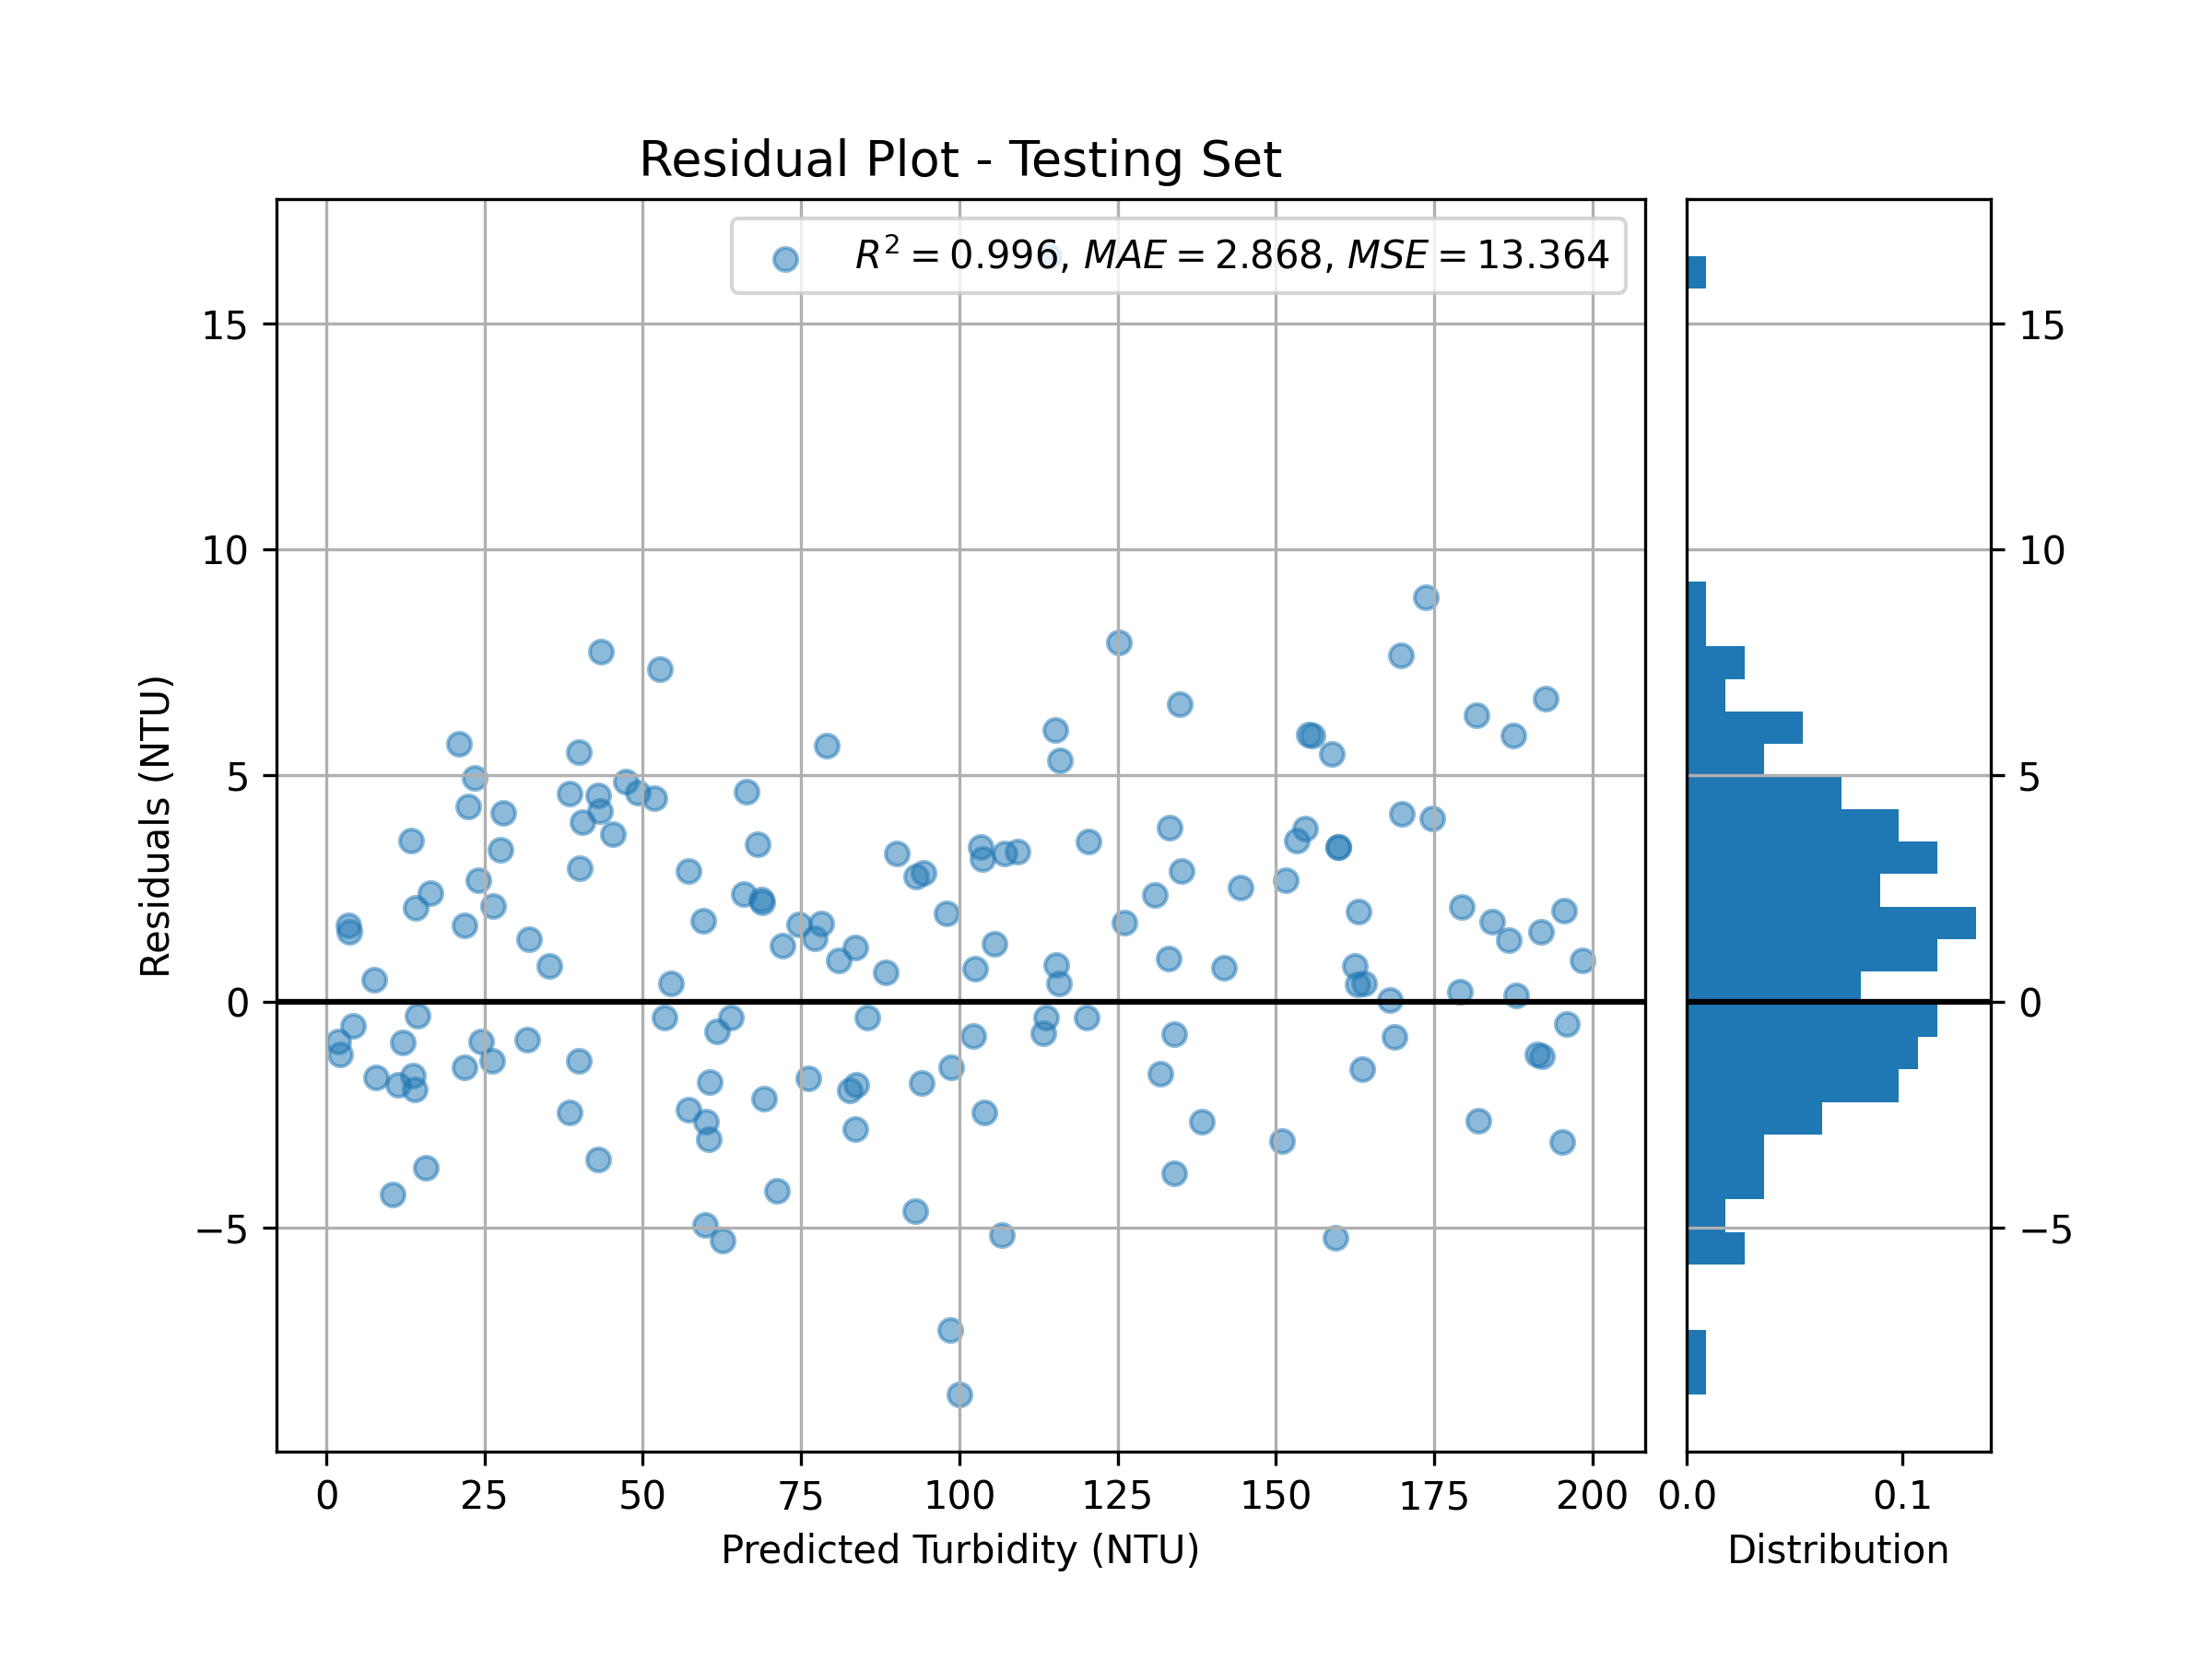 Residual Plot - Testing Set
R² = 0.996, MAE = 2.868, MSE = 13.364
Residuals (NTU)
15
10
5
0
−5
0 25 50 75 100 125 150 175 200
Predicted Turbidity (NTU)
15
10
5
0
−5
0.0 0.1
Distribution